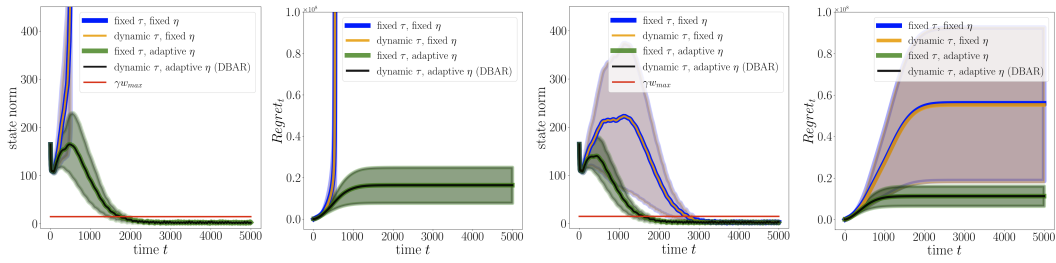 400
300
200
100
0
state norm
0
1000
2000
3000
4000
5000
time t
fixed τ, fixed η
dynamic τ, fixed η
fixed τ, adaptive η
dynamic τ, adaptive η (DBAR)
γw_max
1.0
0.8
0.6
0.4
0.2
0.0
Regret_t
0
1000
2000
3000
4000
5000
time t
fixed τ, fixed η
dynamic τ, fixed η
fixed τ, adaptive η
dynamic τ, adaptive η (DBAR)
400
300
200
100
0
state norm
0
1000
2000
3000
4000
5000
time t
fixed τ, fixed η
dynamic τ, fixed η
fixed τ, adaptive η
dynamic τ, adaptive η (DBAR)
γw_max
1.0
0.8
0.6
0.4
0.2
0.0
Regret_t
0
1000
2000
3000
4000
5000
time t
fixed τ, fixed η
dynamic τ, fixed η
fixed τ, adaptive η
dynamic τ, adaptive η (DBAR)